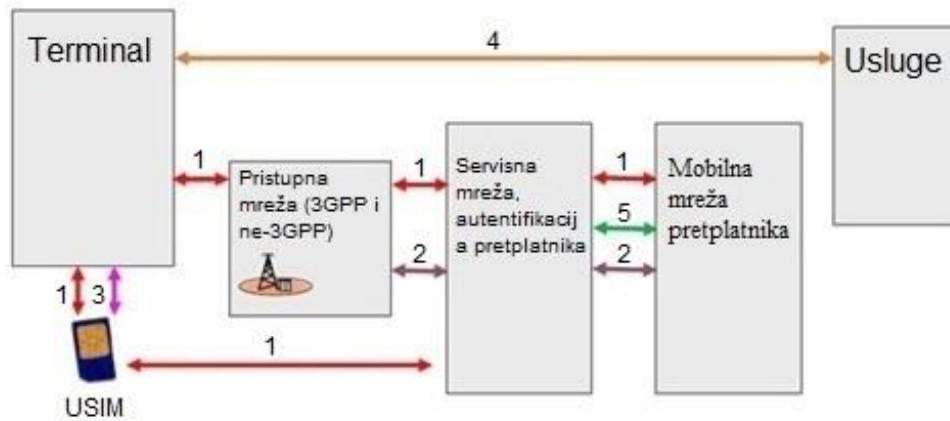 Terminal
4
Usluge
1
Pristupna
mreža (3GPP i
ne-3GPP)
1
2
Servisna
mreža,
autentifikacij
a pretplatnika
1
5
2
Mobilna
mreža
pretplatnika
1
3
1
USIM